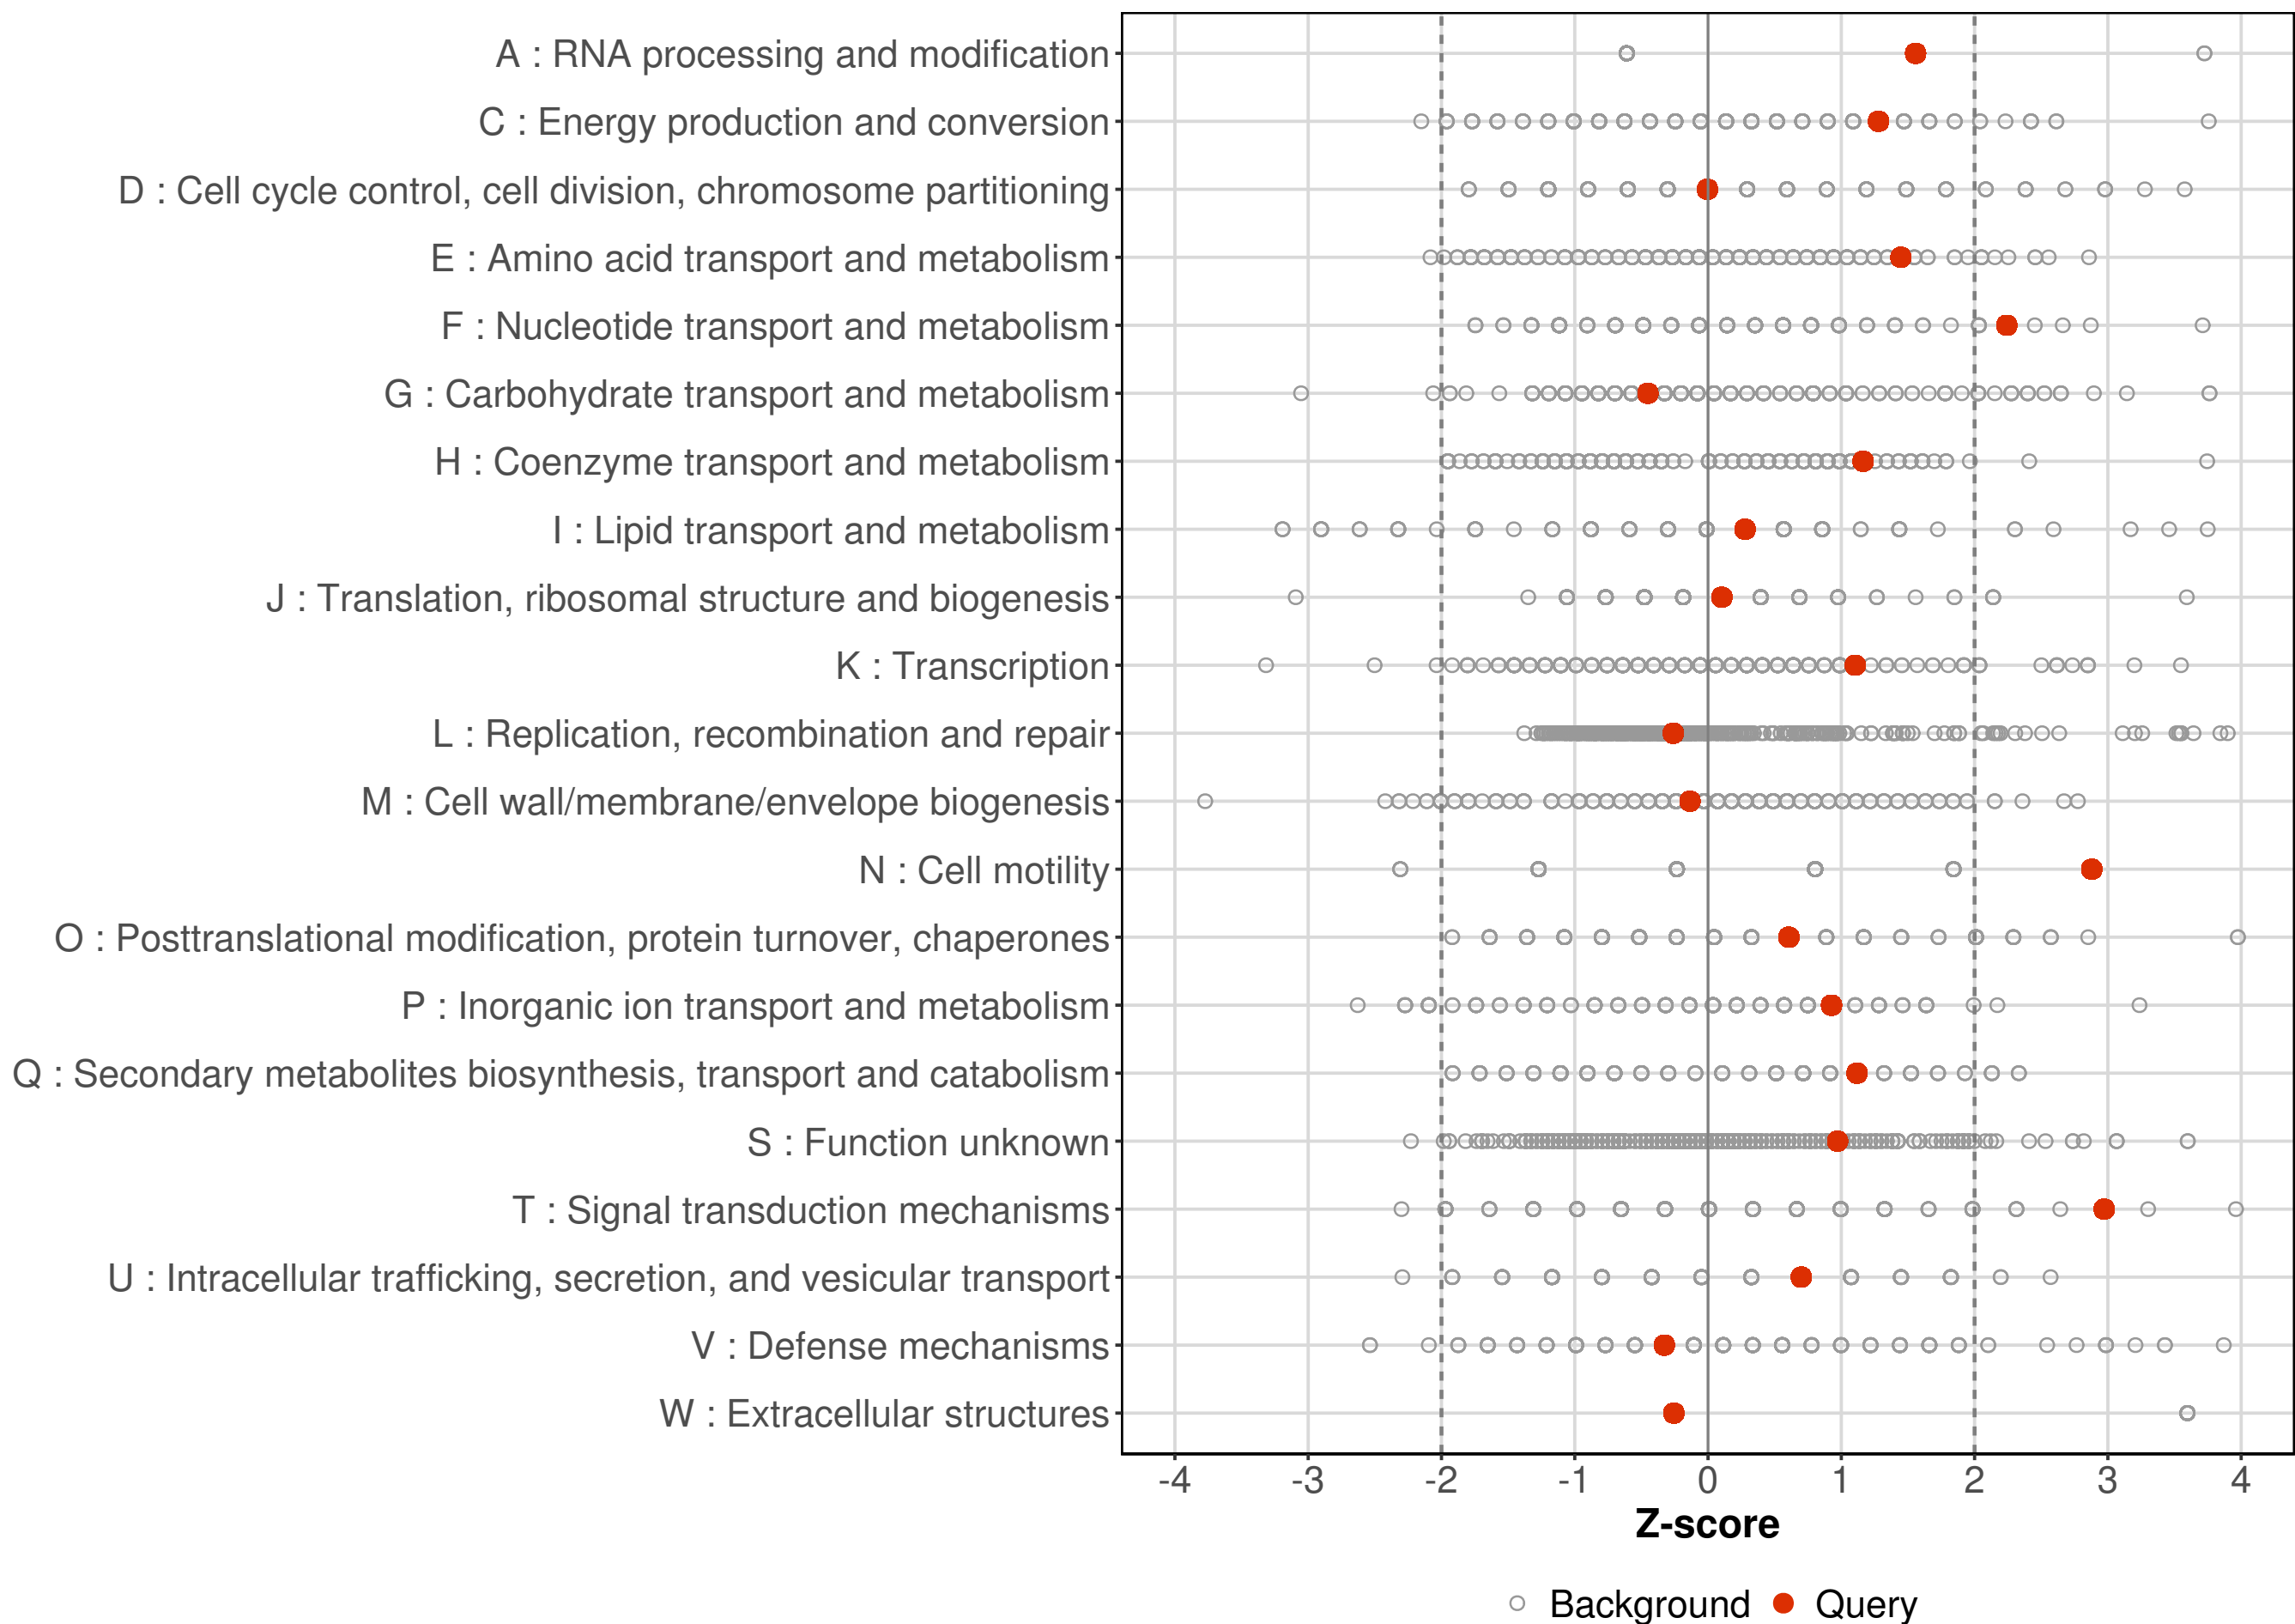 A : RNA processing and modification
C : Energy production and conversion
D : Cell cycle control, cell division, chromosome partitioning
E : Amino acid transport and metabolism
F : Nucleotide transport and metabolism
G : Carbohydrate transport and metabolism
H : Coenzyme transport and metabolism
I : Lipid transport and metabolism
J : Translation, ribosomal structure and biogenesis
K : Transcription
L : Replication, recombination and repair
M : Cell wall/membrane/envelope biogenesis
N : Cell motility
O : Posttranslational modification, protein turnover, chaperones
P : Inorganic ion transport and metabolism
Q : Secondary metabolites biosynthesis, transport and catabolism
S : Function unknown
T : Signal transduction mechanisms
U : Intracellular trafficking, secretion, and vesicular transport
V : Defense mechanisms
W : Extracellular structures
-4 -3 -2 -1 0 1 2 3 4
Z-score
Background Query